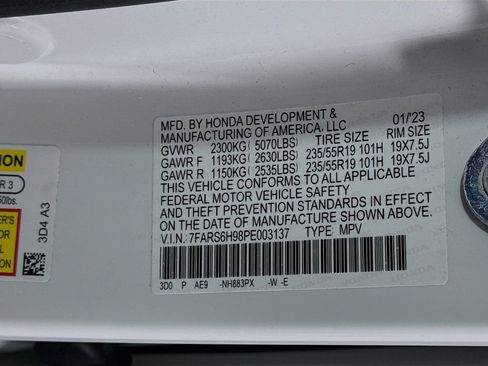 MFD. BY HONDA DEVELOPMENT &
MANUFACTURING OF AMERICA, LLC 01/'23
GVWR 2300KG ( 5070LBS) TIRE SIZE RIM SIZE
GAWR F 1193KG ( 2630LBS) 235/55R19 101H 19X7.5J
GAWR R 1150KG ( 2535LBS) 235/55R19 101H 19X7.5J
THIS VEHICLE CONFORMS TO ALL APPLICABLE
FEDERAL MOTOR VEHICLE SAFETY
AND THEFT PREVENTION STANDARDS IN EFFECT
ON THE DATE OF MANUFACTURE SHOWN ABOVE.
V.I.N.: 7FARS6H98PE003137 TYPE: MPV
3D0 P AE9 -NH883PX -W -E
3D4 A3
R 3